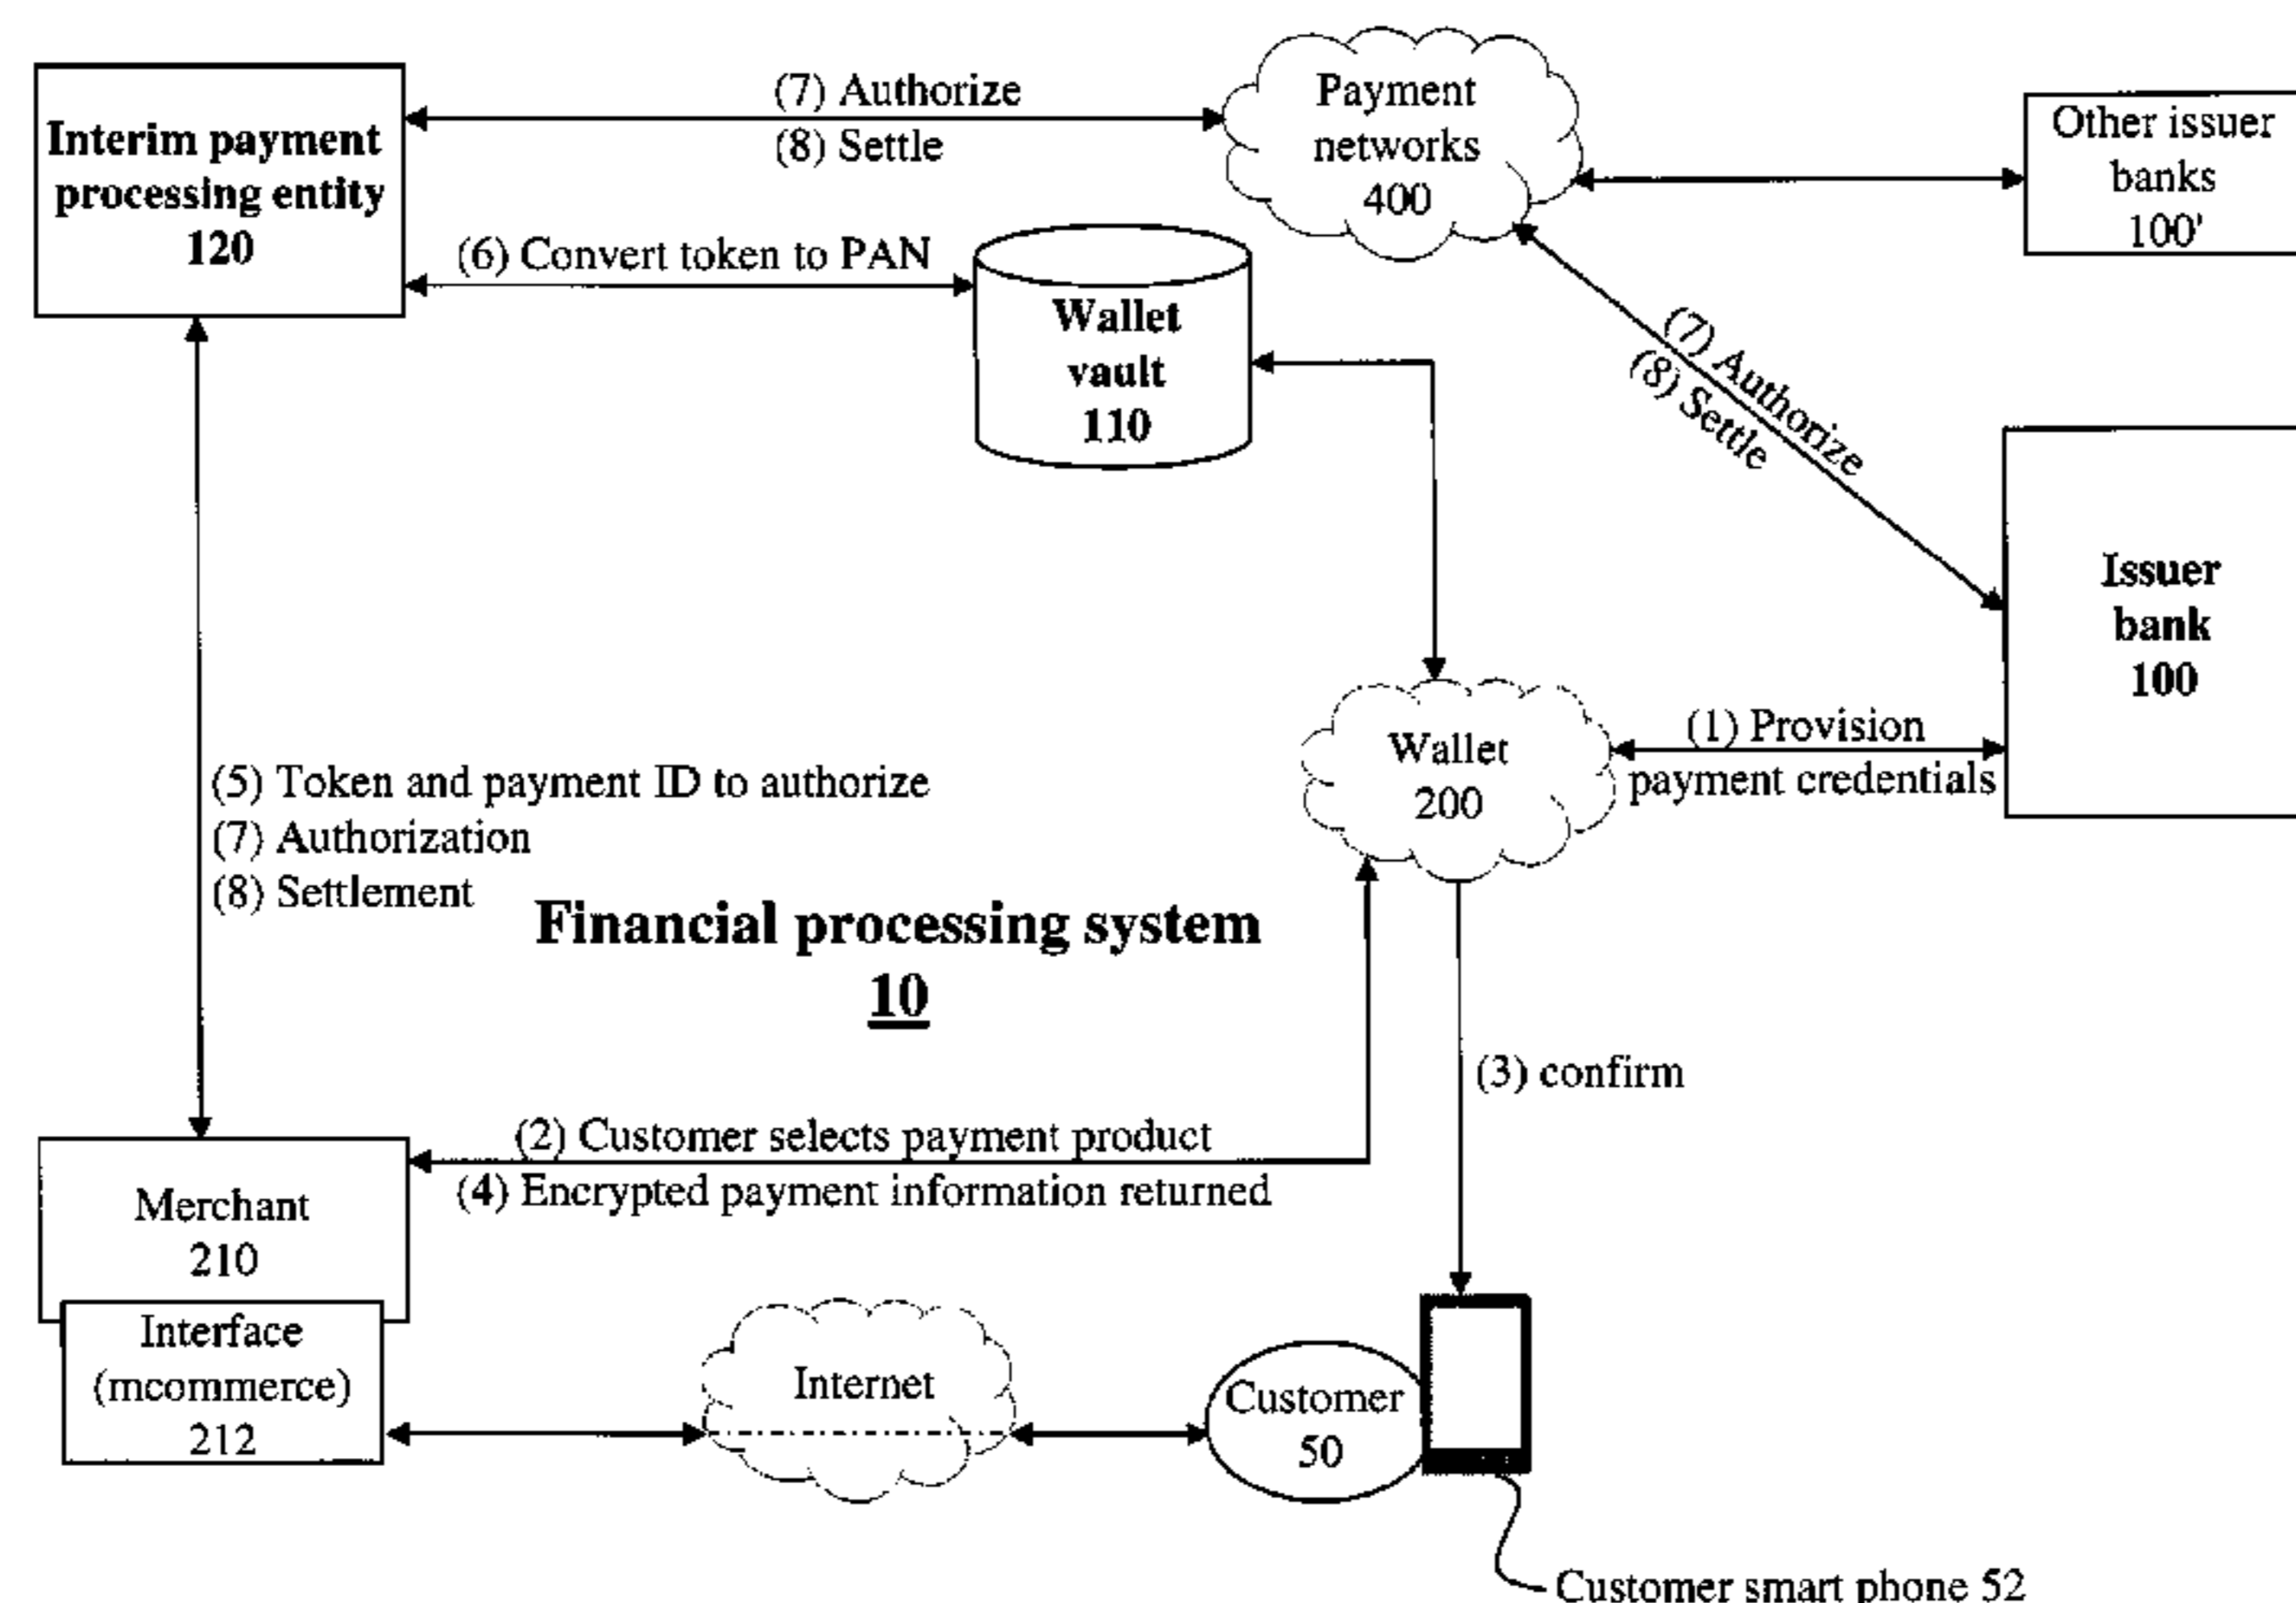 Interim payment
processing entity
120
(7) Authorize
(8) Settle
Payment
networks
400
Other issuer
banks
100'
(6) Convert token to PAN
Wallet
vault
110
(7) Authorize
(8) Settle
Issuer
bank
100
Wallet
200
(1) Provision
payment credentials
(5) Token and payment ID to authorize
(7) Authorization
(8) Settlement
Financial processing system
10
(3) confirm
(2) Customer selects payment product
(4) Encrypted payment information returned
Merchant
210
Interface
(mcommerce)
212
Internet
Customer
50
Customer smart phone 52